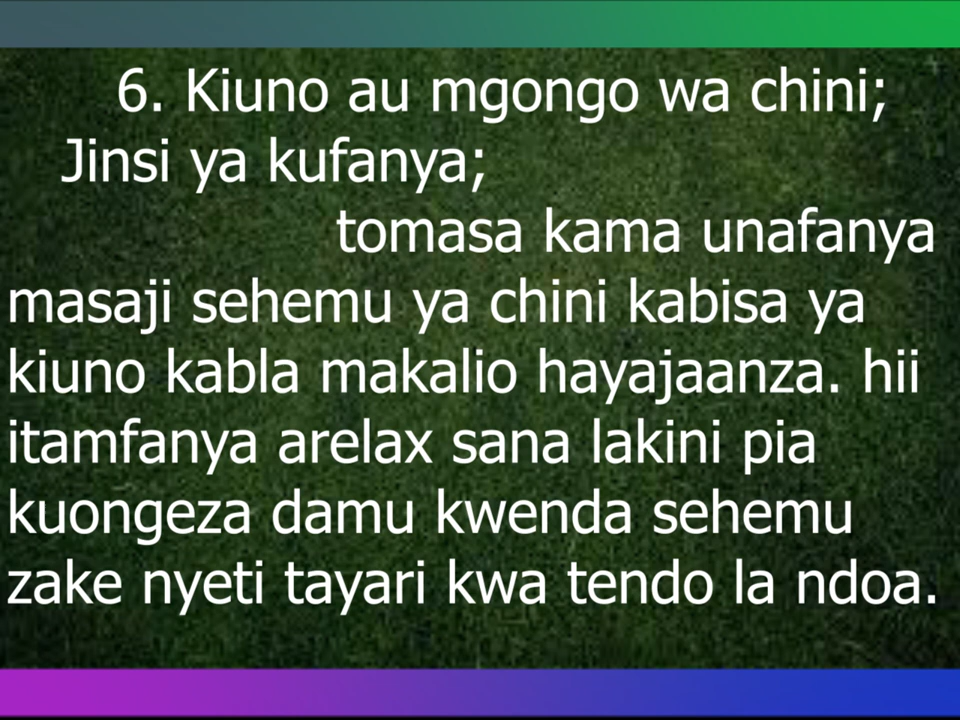 6. Kiuno au mgongo wa chini;
Jinsi ya kufanya;
tomasa kama unafanya
masaji sehemu ya chini kabisa ya
kiuno kabla makalio hayajaanza. hii
itamfanya arelax sana lakini pia
kuongeza damu kwenda sehemu
zake nyeti tayari kwa tendo la ndoa.